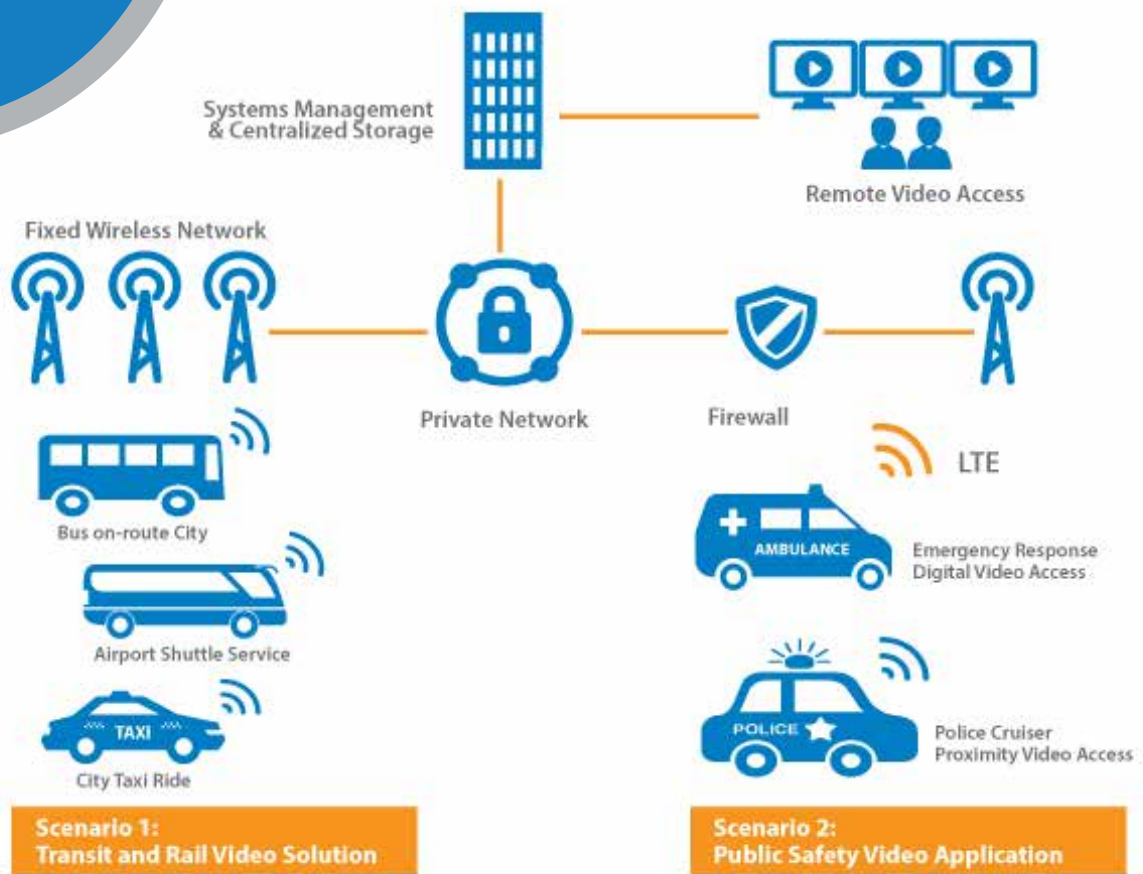 Systems Management
& Centralized Storage
Remote Video Access
Fixed Wireless Network
Private Network
Firewall
LTE
Bus on-route City
AMBULANCE
Emergency Response
Digital Video Access
Airport Shuttle Service
TAXI
City Taxi Ride
POLICE
Police Cruiser
Proximity Video Access
Scenario 1:
Transit and Rail Video Solution
Scenario 2:
Public Safety Video Application